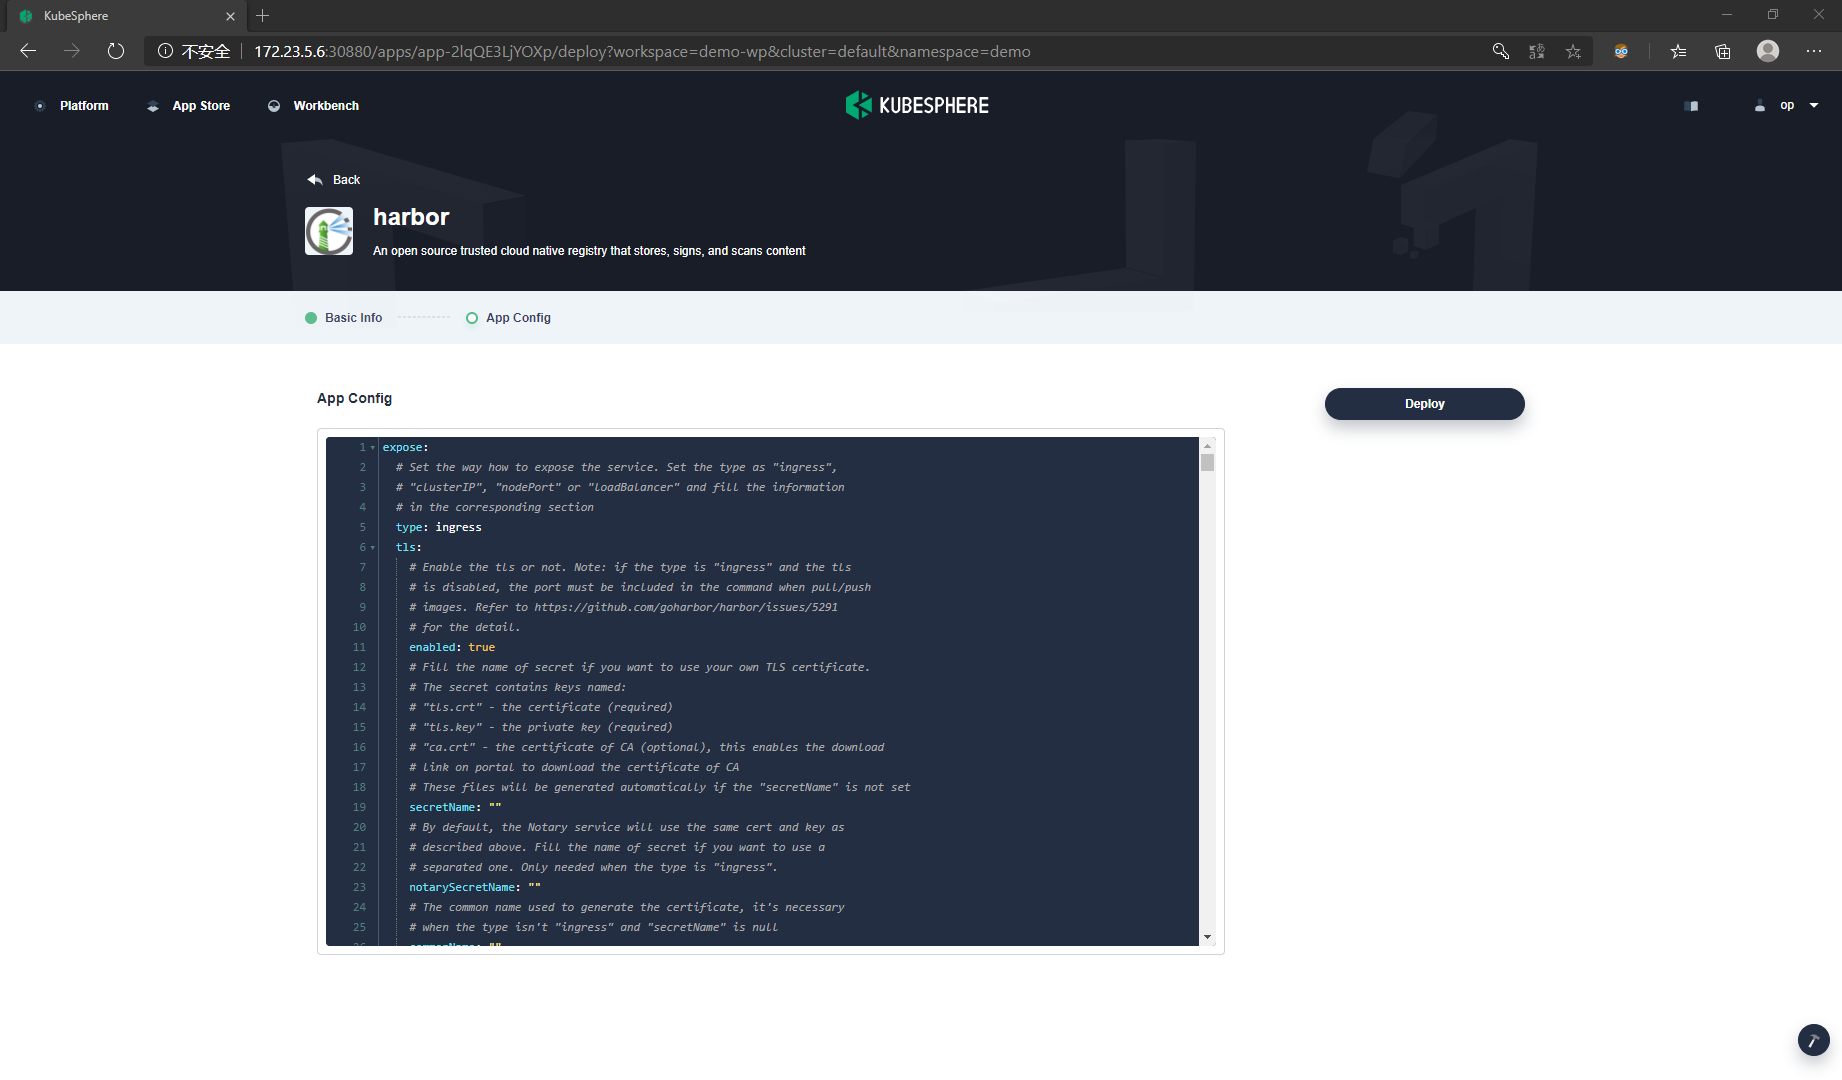 KubeSphere
不安全
172.23.5.6:30880/apps/app-2lqQE3LjYOXp/deploy?workspace=demo-wp&cluster=default&namespace=demo
Platform
App Store
Workbench
KUBESPHERE
op
Back
harbor
An open source trusted cloud native registry that stores, signs, and scans content
Basic Info
App Config
App Config
Deploy
1 expose:
2 # Set the way how to expose the service. Set the type as "ingress",
3 # "clusterIP", "nodePort" or "loadBalancer" and fill the information
4 # in the corresponding section
5 type: ingress
6 tls:
7 # Enable the tls or not. Note: if the type is "ingress" and the tls
8 # is disabled, the port must be included in the command when pull/push
9 # images. Refer to https://github.com/goharbor/harbor/issues/5291
10 # for the detail.
11 enabled: true
12 # Fill the name of secret if you want to use your own TLS certificate.
13 # The secret contains keys named:
14 # "tls.crt" - the certificate (required)
15 # "tls.key" - the private key (required)
16 # "ca.crt" - the certificate of CA (optional), this enables the download
17 # link on portal to download the certificate of CA
18 # These files will be generated automatically if the "secretName" is not set
19 secretName: ""
20 # By default, the Notary service will use the same cert and key as
21 # described above. Fill the name of secret if you want to use a
22 # separated one. Only needed when the type is "ingress".
23 notarySecretName: ""
24 # The common name used to generate the certificate, it's necessary
25 # when the type isn't "ingress" and "secretName" is null
26 commonName: ""